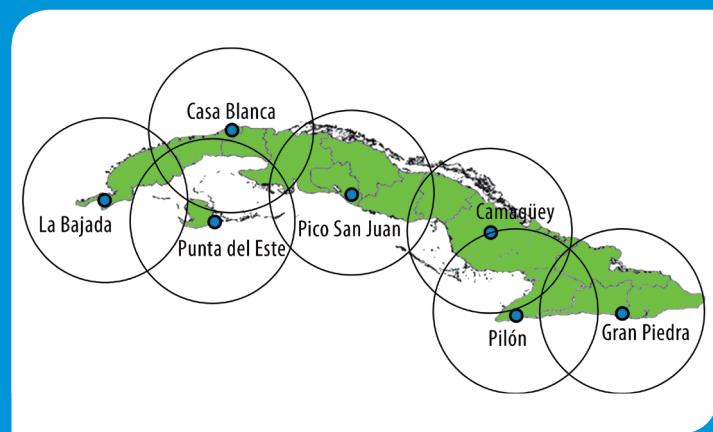 Casa Blanca
La Bajada
Punta del Este
Pico San Juan
Camagüey
Pilón
Gran Piedra